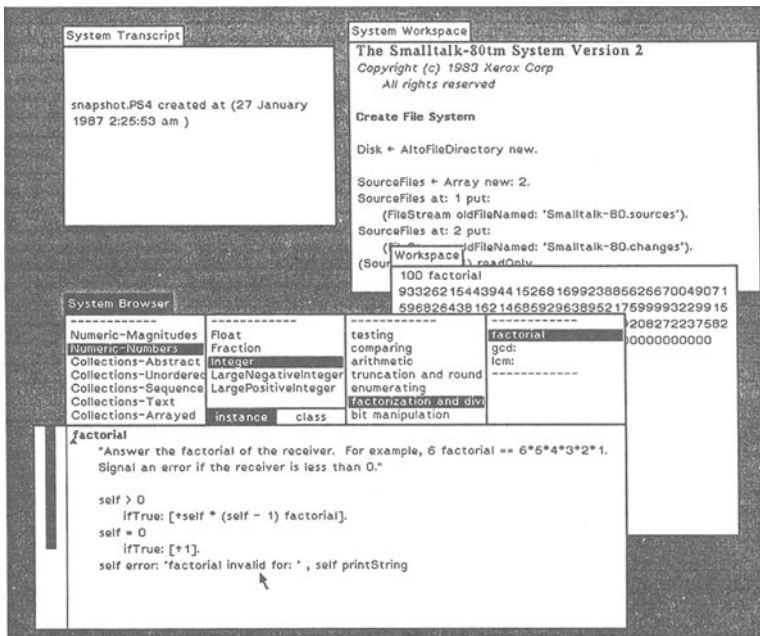 System Transcript
snapshot.PS4 created at (27 January
1987 2:25:53 am )
System Workspace
The Smalltalk-80tm System Version 2
Copyright (c) 1983 Xerox Corp
All rights reserved
Create File System
Disk ← AltoFileDirectory new.
SourceFiles ← Array new: 2.
SourceFiles at: 1 put:
(FileStream oldFileNamed: 'Smalltalk-80.sources').
SourceFiles at: 2 put:
oldFileNamed: 'Smalltalk-80.changes').
readOnly
Workspace
100 factorial
9332621544394415268169923885626670049071
5968264381621468592963895217599993229915
208272237582
0000000000
System Browser
------------
Numeric-Magnitudes
Numeric-Numbers
Collections-Abstract
Collections-Unordered
Collections-Sequence
Collections-Text
Collections-Arrayed
------------
Float
Fraction
Integer
LargeNegativeInteger
LargePositiveInteger
instance class
------------
testing
comparing
arithmetic
truncation and round
enumerating
factorization and divi
bit manipulation
------------
factorial
gcd:
lcm:
------------
factorial
"Answer the factorial of the receiver. For example, 6 factorial == 6*5*4*3*2*1.
Signal an error if the receiver is less than 0."
self > 0
ifTrue: [↑self * (self - 1) factorial].
self = 0
ifTrue: [↑1].
self error: 'factorial invalid for: ' , self printString